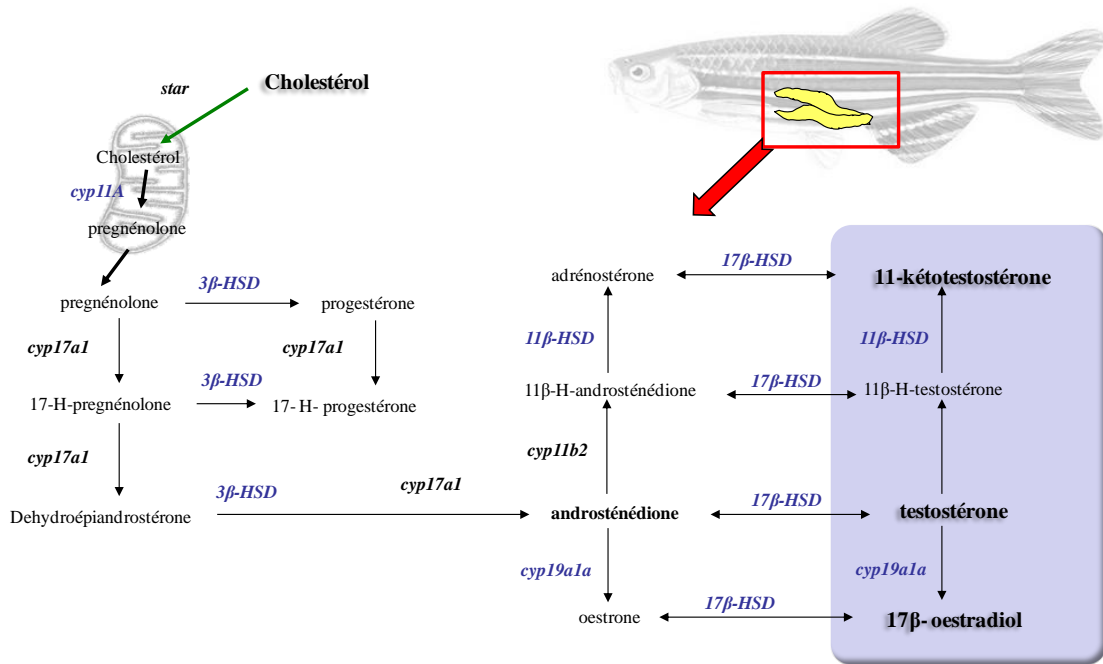 star
Cholestérol
Cholestérol
cyp11A
pregnénolone
3β-HSD
17β-HSD
pregnénolone
progestérone
adrénostérone
11-kétotestostérone
cyp17a1
cyp17a1
11β-HSD
11β-HSD
3β-HSD
17β-HSD
17-H-pregnénolone
17- H- progestérone
11β-H-androsténédione
11β-H-testostérone
cyp17a1
cyp11b2
3β-HSD
cyp17a1
17β-HSD
Dehydroépiandrostérone
androsténédione
testostérone
cyp19a1a
cyp19a1a
17β-HSD
oestrone
17β- oestradiol